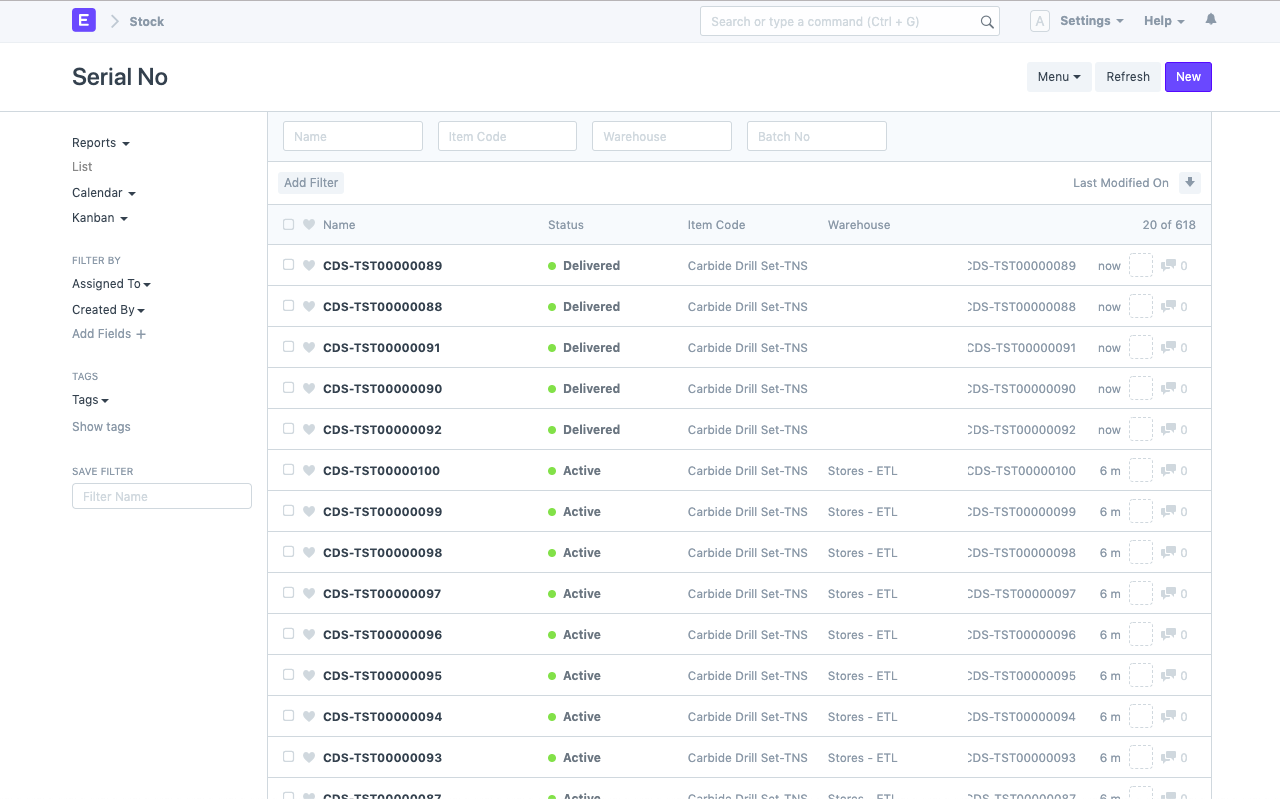 E Stock Search or type a command (Ctrl + G) A Settings Help
Serial No Menu Refresh New
Reports
List
Calendar
Kanban
FILTER BY
Assigned To
Created By
Add Fields +
TAGS
Tags
Show tags
SAVE FILTER
Filter Name
Name Item Code Warehouse Batch No
Add Filter Last Modified On
Name Status Item Code Warehouse 20 of 618
CDS-TST00000089 Delivered Carbide Drill Set-TNS CDS-TST00000089 now 0
CDS-TST00000088 Delivered Carbide Drill Set-TNS CDS-TST00000088 now 0
CDS-TST00000091 Delivered Carbide Drill Set-TNS CDS-TST00000091 now 0
CDS-TST00000090 Delivered Carbide Drill Set-TNS CDS-TST00000090 now 0
CDS-TST00000092 Delivered Carbide Drill Set-TNS CDS-TST00000092 now 0
CDS-TST00000100 Active Carbide Drill Set-TNS Stores - ETL CDS-TST00000100 6 m 0
CDS-TST00000099 Active Carbide Drill Set-TNS Stores - ETL CDS-TST00000099 6 m 0
CDS-TST00000098 Active Carbide Drill Set-TNS Stores - ETL CDS-TST00000098 6 m 0
CDS-TST00000097 Active Carbide Drill Set-TNS Stores - ETL CDS-TST00000097 6 m 0
CDS-TST00000096 Active Carbide Drill Set-TNS Stores - ETL CDS-TST00000096 6 m 0
CDS-TST00000095 Active Carbide Drill Set-TNS Stores - ETL CDS-TST00000095 6 m 0
CDS-TST00000094 Active Carbide Drill Set-TNS Stores - ETL CDS-TST00000094 6 m 0
CDS-TST00000093 Active Carbide Drill Set-TNS Stores - ETL CDS-TST00000093 6 m 0
CDS-TST00000087 Active Carbide Drill Set-TNS Stores - ETL CDS-TST00000087 6 m 0